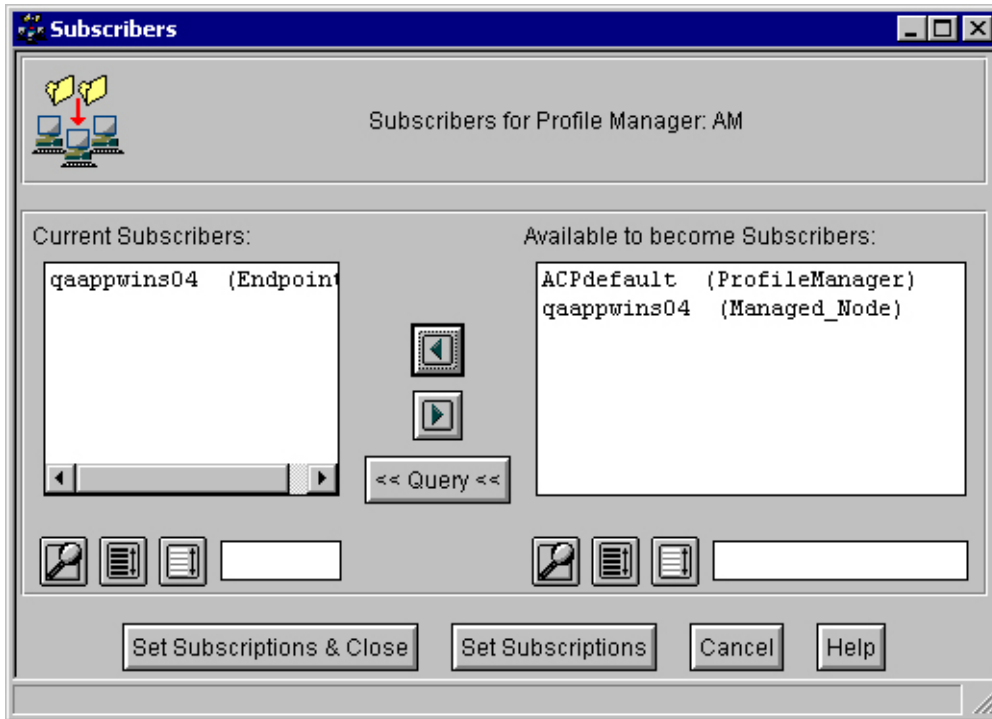 Subscribers
Subscribers for Profile Manager: AM
Current Subscribers:
Available to become Subscribers:
qaappwins04 (Endpoint
ACPdefault (ProfileManager)
qaappwins04 (Managed_Node)
<< Query <<
Set Subscriptions & Close
Set Subscriptions
Cancel
Help